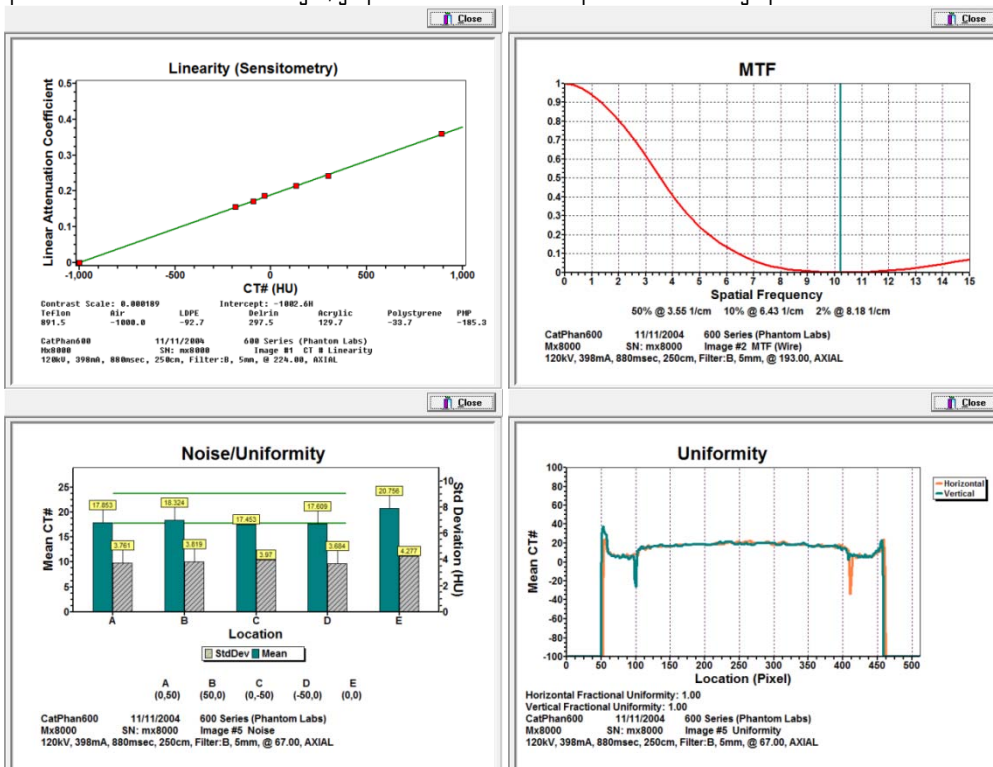 Close
Linearity (Sensitometry)
Linear Attenuation Coefficient
0.5
0.4
0.3
0.2
0.1
0
-1,000 -500 0 500 1,000
CT# (HU)
Contrast Scale: 0.000189 Intercept: -1002.6H
Teflon Air LDPE Delrin Acrylic Polystyrene PMP
891.5 -1000.0 -92.7 297.5 129.7 -33.7 -185.3
CatPhan600 11/11/2004 600 Series (Phantom Labs)
Mx8000 SN: mx8000 Image #1 CT # Linearity
120kV, 398mA, 880msec, 250cm, Filter:B, 5mm, @ 224.00, AXIAL
Close
MTF
1
0.9
0.8
0.7
0.6
0.5
0.4
0.3
0.2
0.1
0
0 1 2 3 4 5 6 7 8 9 10 11 12 13 14 15
Spatial Frequency
50% @ 3.55 1/cm 10% @ 6.43 1/cm 2% @ 8.18 1/cm
CatPhan600 11/11/2004 600 Series (Phantom Labs)
Mx8000 SN: mx8000 Image #2 MTF (Wire)
120kV, 398mA, 880msec, 250cm, Filter:B, 5mm, @ 193.00, AXIAL
Close
Noise/Uniformity
Mean CT#
25
20
15
10
5
0
17.853 18.324 17.453 17.609 20.756
3.761 3.819 3.97 3.684 4.277
10
8
6
4
2
0
Std Deviation (HU)
A B C D E
Location
StdDev Mean
A B C D E
(0,50) (50,0) (0,-50) (-50,0) (0,0)
CatPhan600 11/11/2004 600 Series (Phantom Labs)
Mx8000 SN: mx8000 Image #5 Noise
120kV, 398mA, 880msec, 250cm, Filter:B, 5mm, @ 67.00, AXIAL
Close
Uniformity
Mean CT#
100
80
60
40
20
0
-20
-40
-60
-80
-100
0 50 100 150 200 250 300 350 400 450 500
Location (Pixel)
Horizontal
Vertical
Horizontal Fractional Uniformity: 1.00
Vertical Fractional Uniformity: 1.00
CatPhan600 11/11/2004 600 Series (Phantom Labs)
Mx8000 SN: mx8000 Image #5 Uniformity
120kV, 398mA, 880msec, 250cm, Filter:B, 5mm, @ 67.00, AXIAL